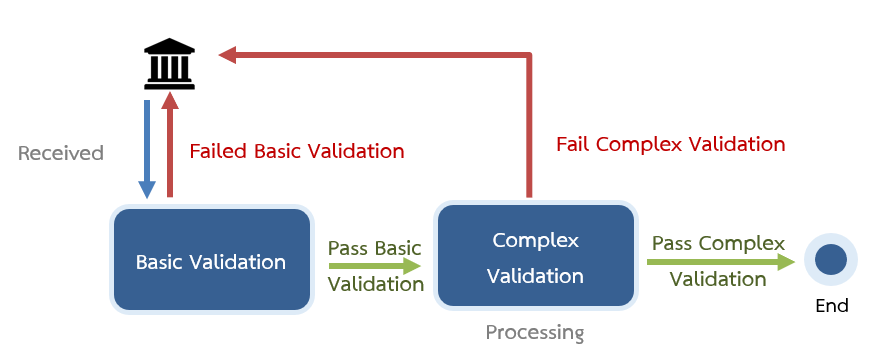 Received
Failed Basic Validation
Fail Complex Validation
Basic Validation
Pass Basic
Validation
Complex
Validation
Processing
Pass Complex
Validation
End